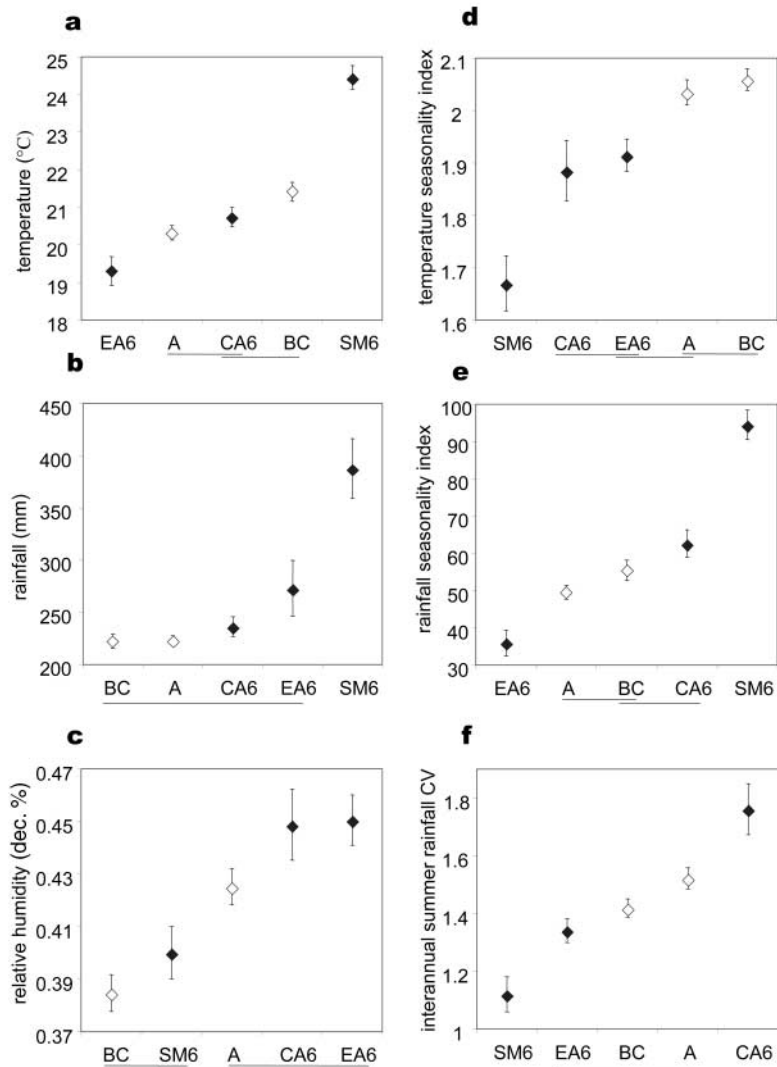 a
temperature (°C)
25
24
23
22
21
20
19
18
EA6 A CA6 BC SM6
b
rainfall (mm)
450
400
350
300
250
200
BC A CA6 EA6 SM6
c
relative humidity (dec. %)
0.47
0.45
0.43
0.41
0.39
0.37
BC SM6 A CA6 EA6
d
temperature seasonality index
2.1
2
1.9
1.8
1.7
1.6
SM6 CA6 EA6 A BC
e
rainfall seasonality index
100
90
80
70
60
50
40
30
EA6 A BC CA6 SM6
f
interannual summer rainfall CV
1.8
1.6
1.4
1.2
1
SM6 EA6 BC A CA6